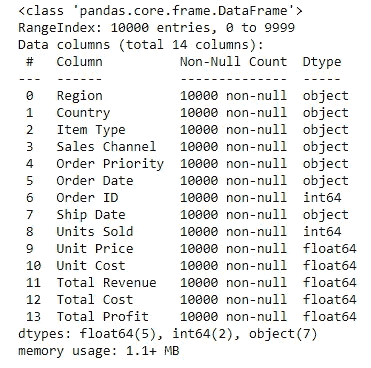 <class 'pandas.core.frame.DataFrame'>
RangeIndex: 10000 entries, 0 to 9999
Data columns (total 14 columns):
 #   Column          Non-Null Count  Dtype
---  ------          --------------  -----
 0   Region          10000 non-null  object
 1   Country         10000 non-null  object
 2   Item Type       10000 non-null  object
 3   Sales Channel   10000 non-null  object
 4   Order Priority  10000 non-null  object
 5   Order Date      10000 non-null  object
 6   Order ID        10000 non-null  int64
 7   Ship Date       10000 non-null  object
 8   Units Sold      10000 non-null  int64
 9   Unit Price      10000 non-null  float64
 10  Unit Cost       10000 non-null  float64
 11  Total Revenue   10000 non-null  float64
 12  Total Cost      10000 non-null  float64
 13  Total Profit    10000 non-null  float64
dtypes: float64(5), int64(2), object(7)
memory usage: 1.1+ MB